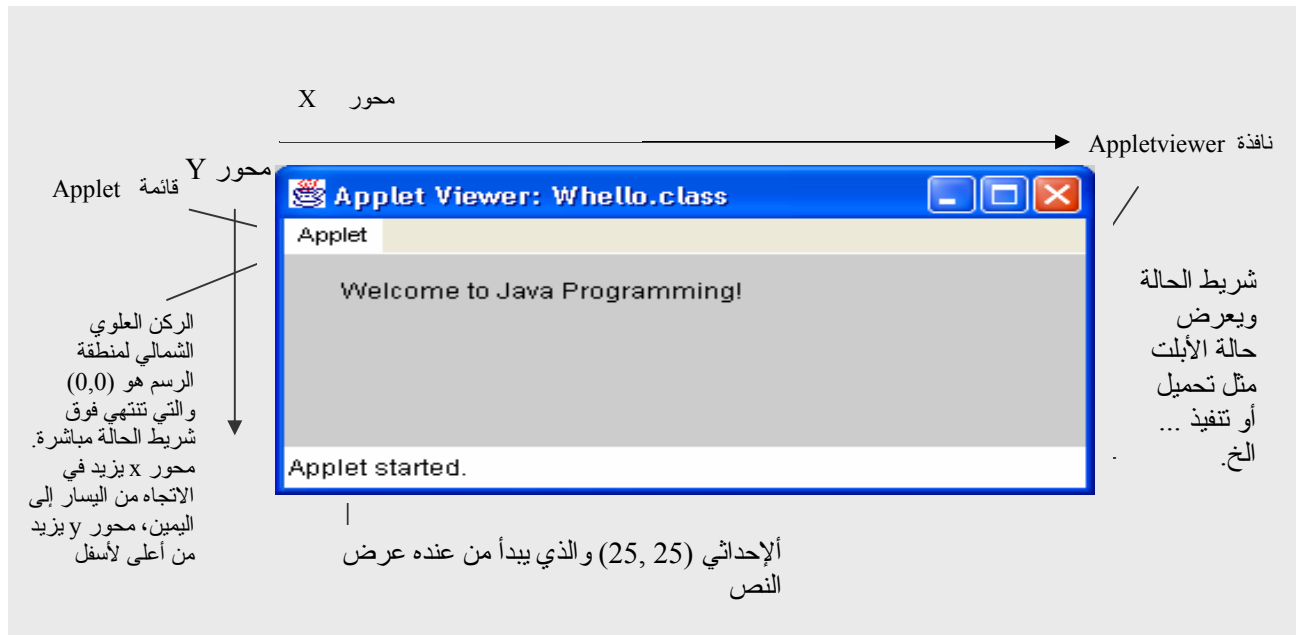 محور X
نافذة Appletviewer
محور Y
قائمة Applet
Applet Viewer: Whello.class
Applet
Welcome to Java Programming!
Applet started.
شريط الحالة
ويعرض
حالة الأبلت
مثل تحميل
أو تنفيذ ...
الخ.
الركن العلوي
الشمالي لمنطقة
الرسم هو (0,0)
والتي تنتهي فوق
شريط الحالة مباشرة.
محور x يزيد في
الاتجاه من اليسار إلى
اليمين، محور y يزيد
من أعلى لأسفل
ألإحداثي (25 ,25) والذي يبدأ من عنده عرض
النص